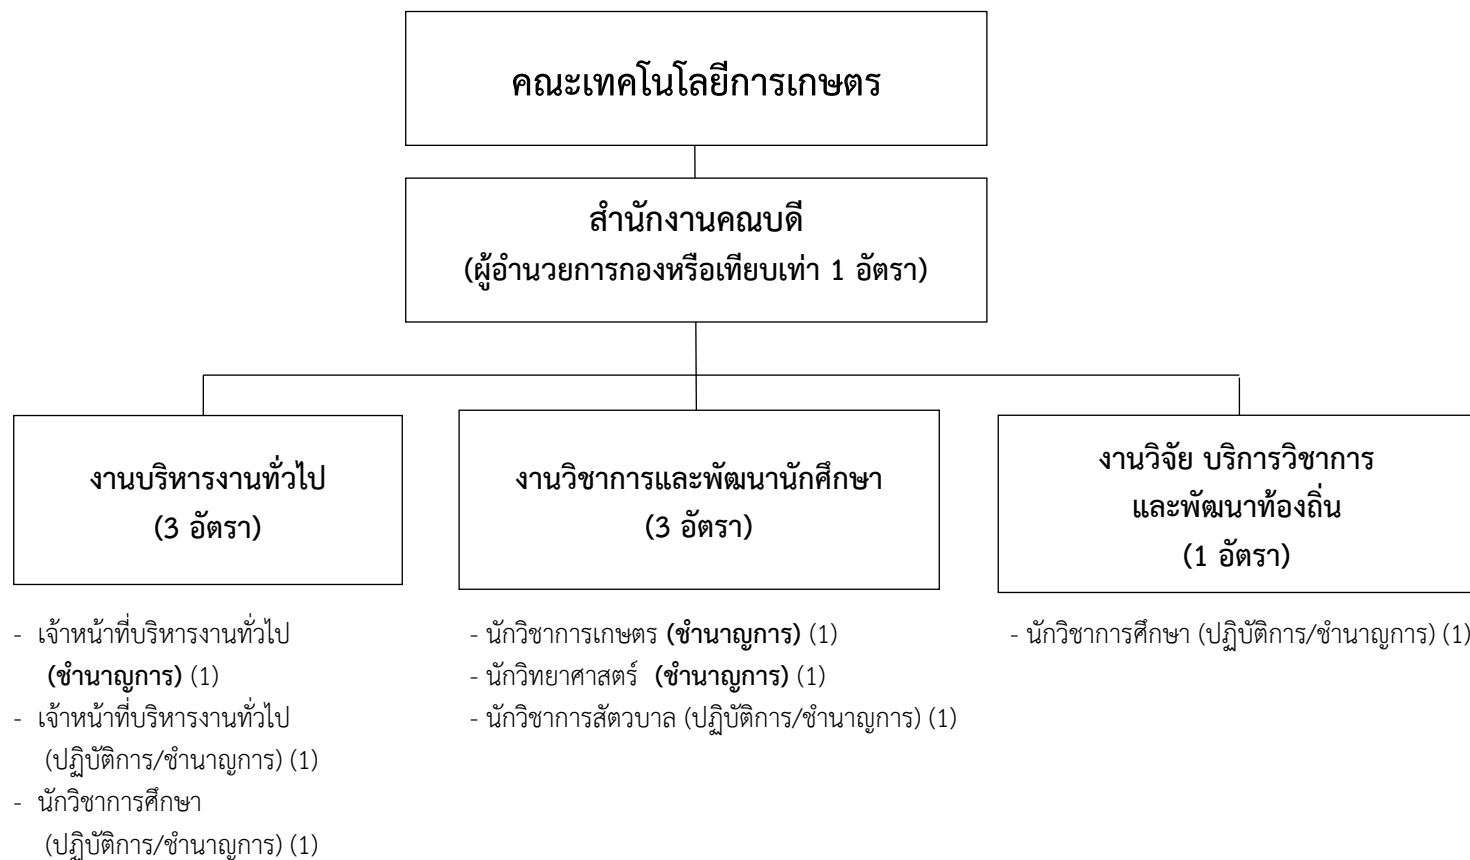 คณะเทคโนโลยีการเกษตร
สำนักงานคณบดี
(ผู้อำนวยการกองหรือเทียบเท่า 1 อัตรา)
งานบริหารงานทั่วไป
(3 อัตรา)
งานวิชาการและพัฒนานักศึกษา
(3 อัตรา)
งานวิจัย บริการวิชาการ
และพัฒนาท้องถิ่น
(1 อัตรา)
- เจ้าหน้าที่บริหารงานทั่วไป
(ชำนาญการ) (1)
- เจ้าหน้าที่บริหารงานทั่วไป
(ปฏิบัติการ/ชำนาญการ) (1)
- นักวิชาการศึกษา
(ปฏิบัติการ/ชำนาญการ) (1)
- นักวิชาการเกษตร (ชำนาญการ) (1)
- นักวิทยาศาสตร์ (ชำนาญการ) (1)
- นักวิชาการสัตวบาล (ปฏิบัติการ/ชำนาญการ) (1)
- นักวิชาการศึกษา (ปฏิบัติการ/ชำนาญการ) (1)